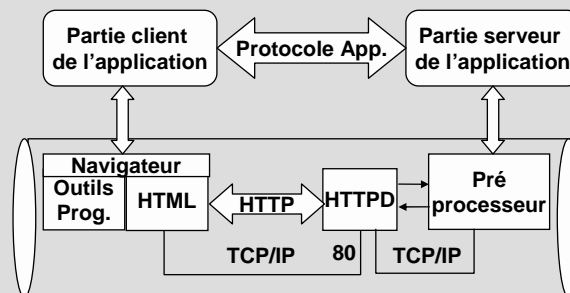 Partie client
de l'application
Protocole App.
Partie serveur
de l'application
Navigateur
Outils
Prog.
HTML
HTTP
HTTPD
Pré
processeur
TCP/IP
80
TCP/IP